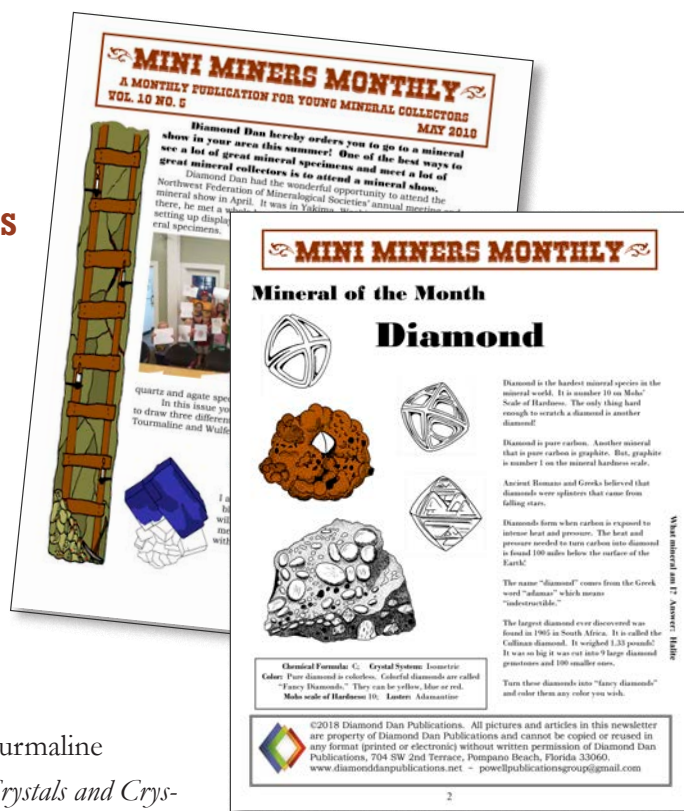 MINI MINERS MONTHLY
A MONTHLY PUBLICATION FOR YOUNG MINERAL COLLECTORS
VOL. 10 NO. 5
MAY 2018
Diamond Dan hereby orders you to go to a mineral
show in your area this summer! One of the best ways to
see a lot of great mineral specimens and meet a lot of
great mineral collectors is to attend a mineral show.
Diamond Dan had the wonderful opportunity to attend the
Northwest Federation of Mineralogical Societies' annual meeting and
mineral show in April. It was in Yakima,
there, he met a
setting up
eral specimens.
quartz and agate
In this issue
to draw three
Tourmaline and
I
s
MINI MINERS MONTHLY
Mineral of the Month
Diamond
Diamond is the hardest mineral species in the
mineral world. It is number 10 on Mohs'
Scale of Hardness. The only thing hard
enough to scratch a diamond is another
diamond!
Diamond is pure carbon. Another mineral
that is pure carbon is graphite. But, graphite
is number 1 on the mineral hardness scale.
Ancient Romans and Greeks believed that
diamonds were splinters that came from
falling stars.
Diamonds form when carbon is exposed to
intense heat and pressure. The heat and
pressure needed to turn carbon into diamond
is found 100 miles below the surface of the
Earth!
The name "diamond" comes from the Greek
word "adamas" which means
"indestructible."
The largest diamond ever discovered was
found in 1905 in South Africa. It is called the
Cullinan diamond. It weighed 1.33 pounds!
It was so big it was cut into 9 large diamond
gemstones and 100 smaller ones.
Turn these diamonds into "fancy diamonds"
and color them any color you wish.
What mineral am I? Answer: Halite
Chemical Formula: C; Crystal System: Isometric
Color: Pure diamond is colorless. Colorful diamonds are called
"Fancy Diamonds." They can be yellow, blue or red.
Mohs scale of Hardness: 10; Luster: Adamantine
©2018 Diamond Dan Publications. All pictures and articles in this newsletter
are property of Diamond Dan Publications and cannot be copied or reused in
any format (printed or electronic) without written permission of Diamond Dan
Publications, 704 SW 2nd Terrace, Pompano Beach, Florida 33060.
www.diamonddanpublications.net ~ powellpublicationsgroup@gmail.com
2
urmaline
rystals and Crys-